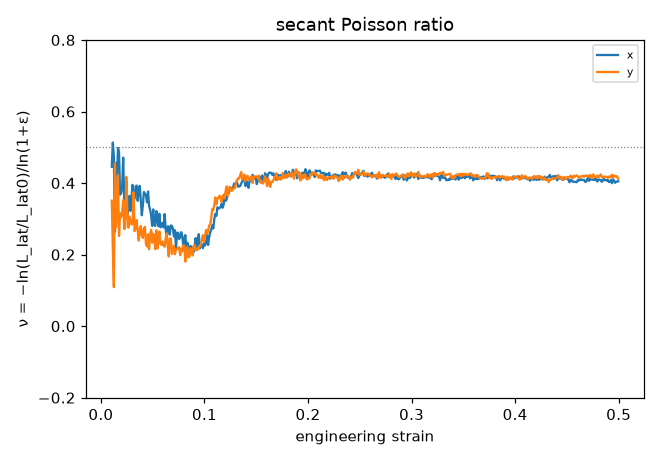 secant Poisson ratio
x
y
0.8
0.6
0.4
0.2
0.0
−0.2
ν = −ln(L_lat/L_lat0)/ln(1+ε)
0.0 0.1 0.2 0.3 0.4 0.5
engineering strain